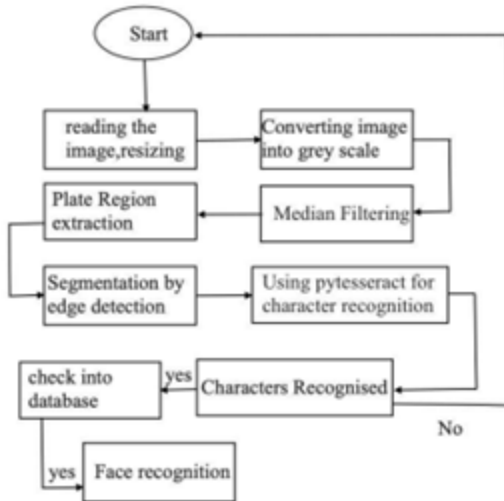 Start
reading the
image,resizing
Converting image
into grey scale
Plate Region
extraction
Median Filtering
Segmentation by
edge detection
Using pytesseract for
character recognition
check into
database
yes
Characters Recognised
No
yes
Face recognition